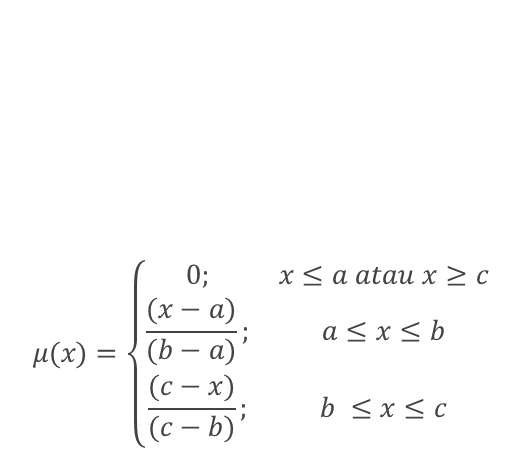 0; x ≤ a atau x ≥ c
μ(x) = { (x − a)/(b − a); a ≤ x ≤ b
(c − x)/(c − b); b ≤ x ≤ c